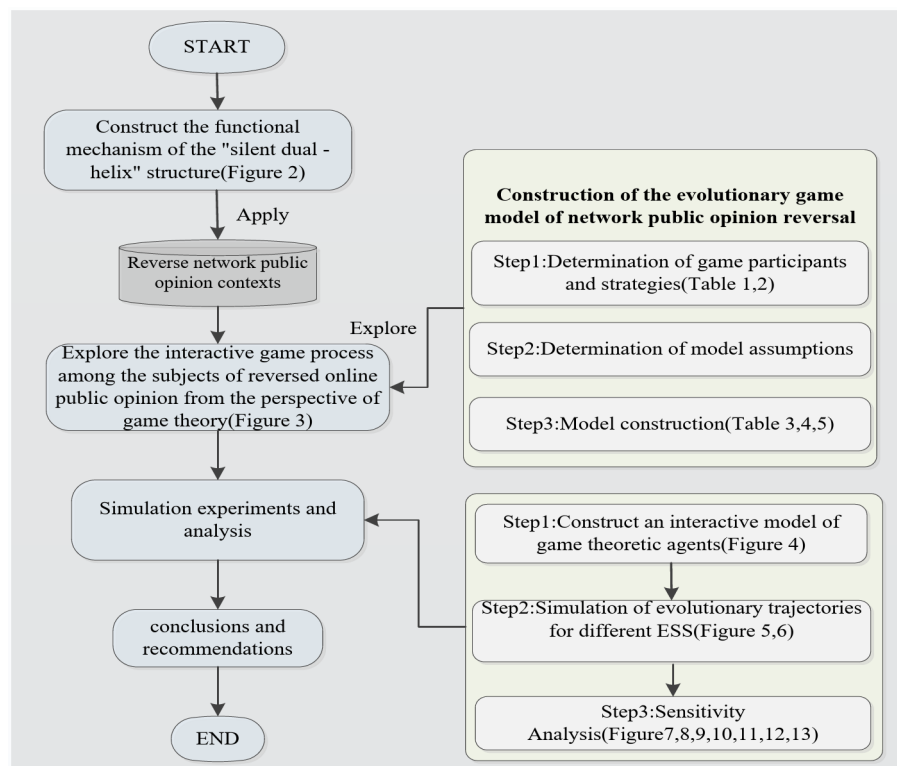 START
Construct the functional
mechanism of the "silent dual -
helix" structure(Figure 2)
Apply
Reverse network public
opinion contexts
Explore
Explore the interactive game process
among the subjects of reversed online
public opinion from the perspective of
game theory(Figure 3)
Simulation experiments and
analysis
conclusions and
recommendations
END
Construction of the evolutionary game
model of network public opinion reversal
Step1:Determination of game participants
and strategies(Table 1,2)
Step2:Determination of model assumptions
Step3:Model construction(Table 3,4,5)
Step1:Construct an interactive model of
game theoretic agents(Figure 4)
Step2:Simulation of evolutionary trajectories
for different ESS(Figure 5,6)
Step3:Sensitivity
Analysis(Figure7,8,9,10,11,12,13)